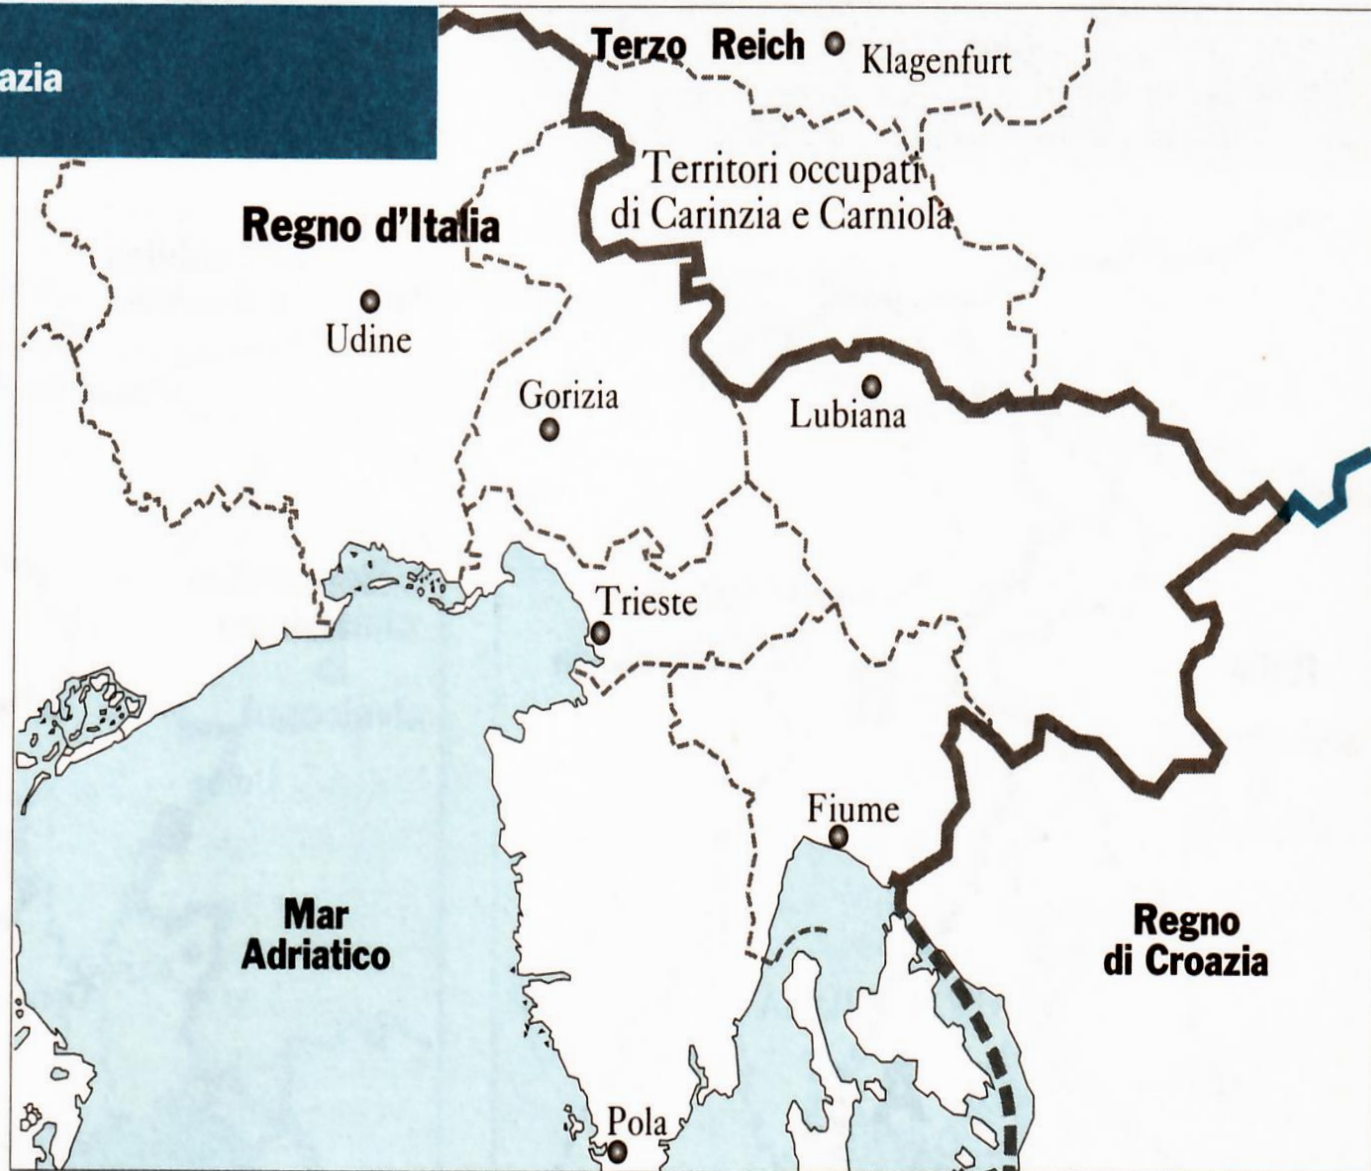 azia
Terzo Reich
Klagenfurt
Territori occupati
di Carinzia e Carniola
Regno d'Italia
Udine
Gorizia
Lubiana
Trieste
Fiume
Mar
Adriatico
Regno
di Croazia
Pola